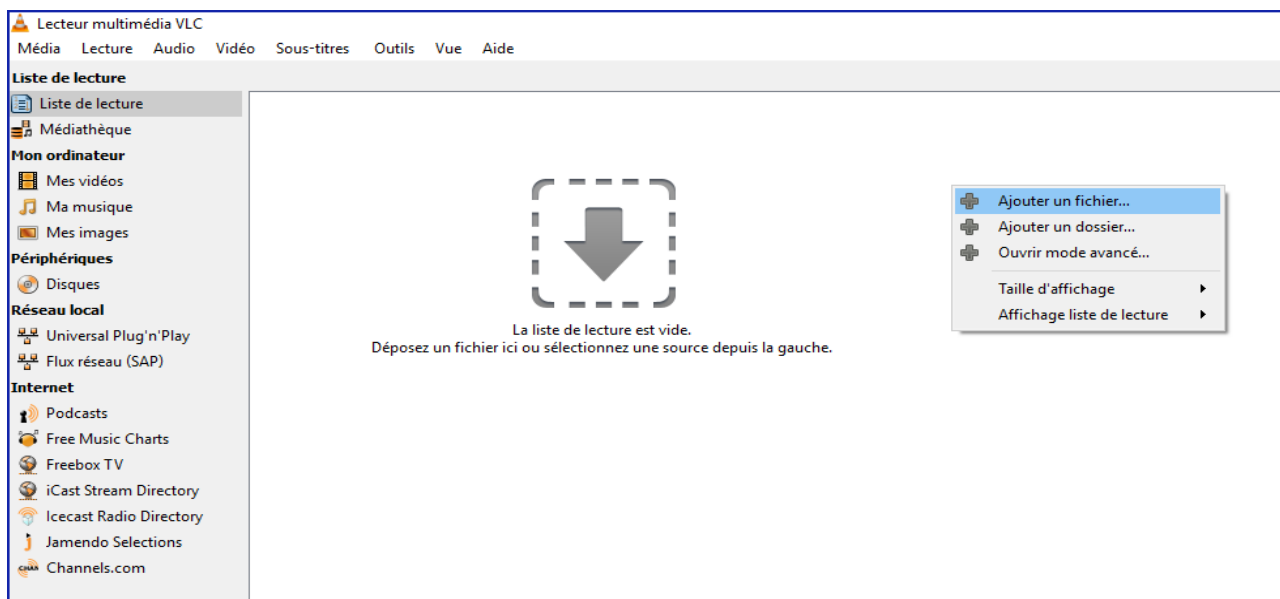 Lecteur multimédia VLC
Média Lecture Audio Vidéo Sous-titres Outils Vue Aide
Liste de lecture
Liste de lecture
Médiathèque
Mon ordinateur
Mes vidéos
Ma musique
Mes images
Périphériques
Disques
Réseau local
Universal Plug'n'Play
Flux réseau (SAP)
Internet
Podcasts
Free Music Charts
Freebox TV
iCast Stream Directory
Icecast Radio Directory
Jamendo Selections
CHAN Channels.com
La liste de lecture est vide.
Déposez un fichier ici ou sélectionnez une source depuis la gauche.
Ajouter un fichier...
Ajouter un dossier...
Ouvrir mode avancé...
Taille d'affichage
Affichage liste de lecture